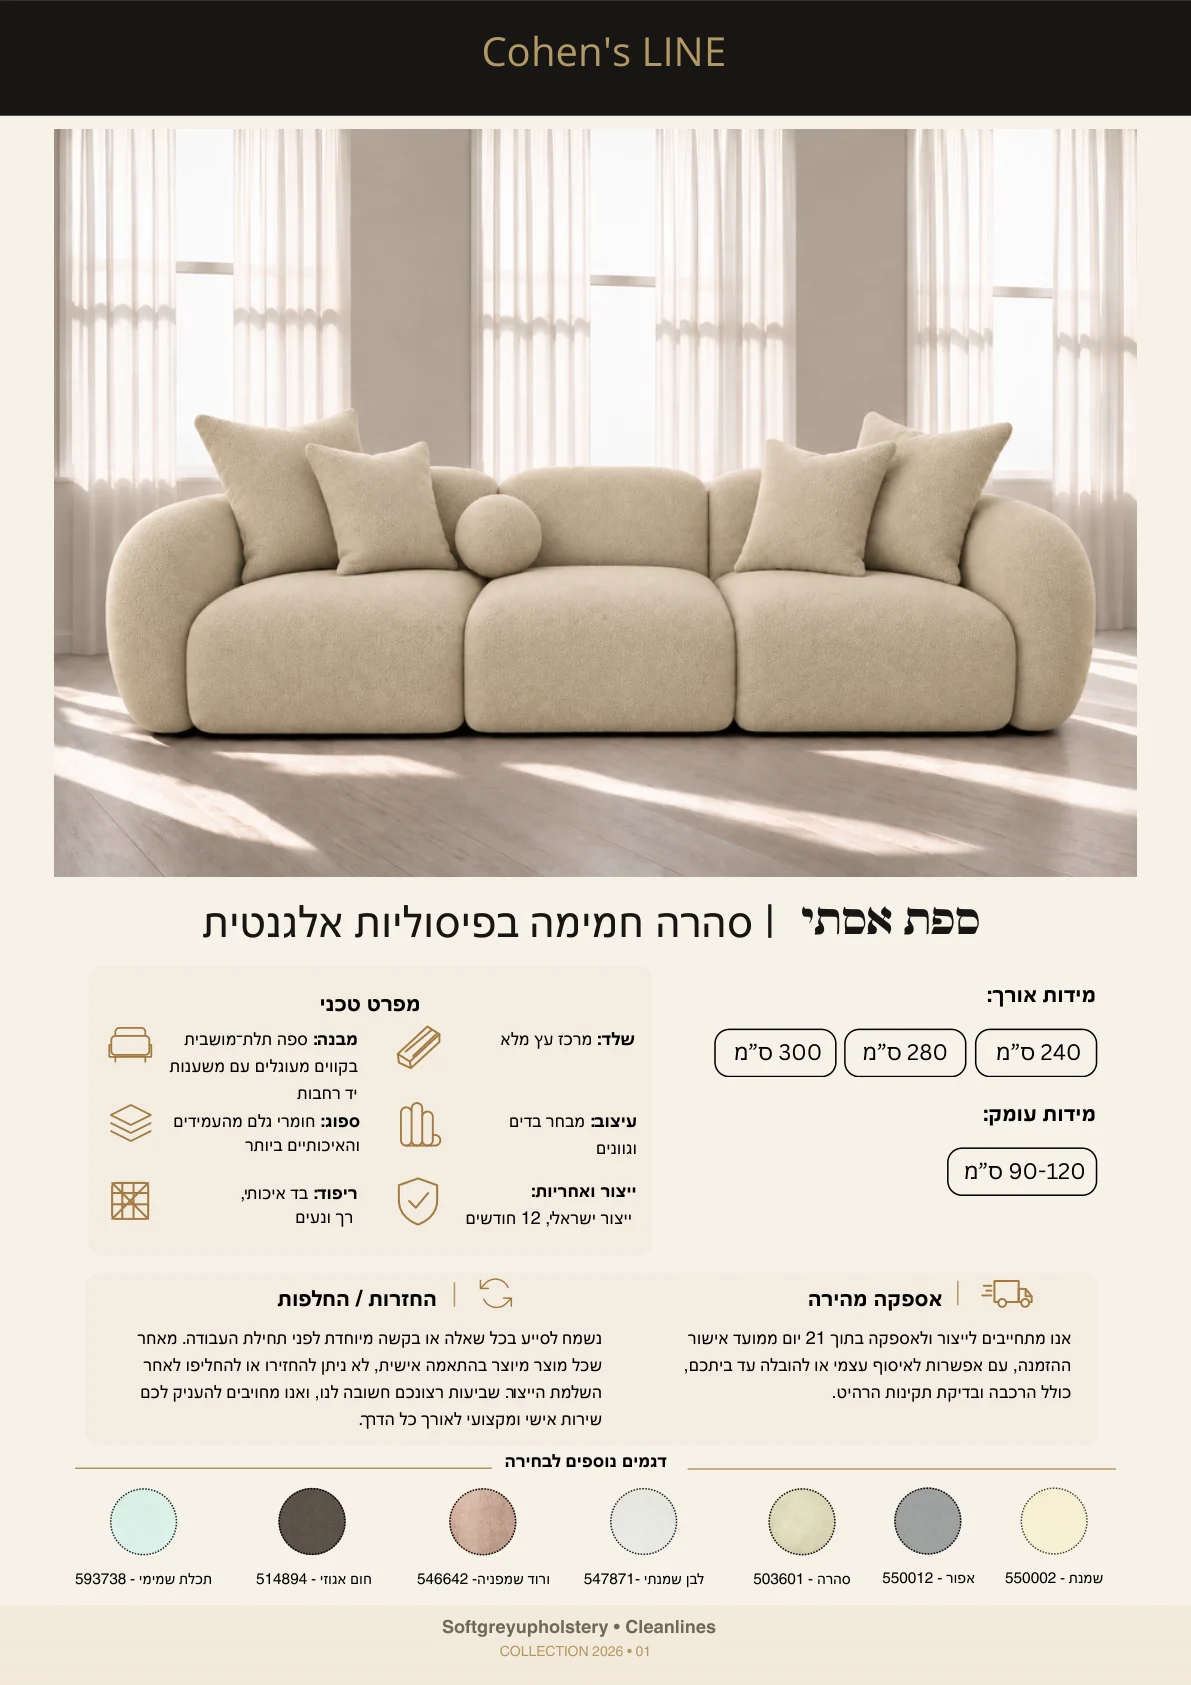 Cohen's LINE
ספת אסתי | סהרה חמימה בפיסוליות אלגנטית
מידות אורך:
240 ס״מ
280 ס״מ
300 ס״מ
מידות עומק:
90-120 ס״מ
מפרט טכני
שלד: מרכז עץ מלא
מבנה: ספה תלת־מושבית
בקווים מעוגלים עם משענות
יד רחבות
עיצוב: מבחר בדים
וגוונים
ספוג: חומרי גלם מהעמידים
והאיכותיים ביותר
ייצור ואחריות:
ייצור ישראלי, 12 חודשים
ריפוד: בד איכותי,
רך ונעים
אספקה מהירה
אנו מתחייבים לייצור ולאספקה בתוך 21 יום ממועד אישור
ההזמנה, עם אפשרות לאיסוף עצמי או להובלה עד ביתכם,
כולל הרכבה ובדיקת תקינות הרהיט.
החזרות / החלפות
נשמח לסייע בכל שאלה או בקשה מיוחדת לפני תחילת העבודה. מאחר
שכל מוצר מיוצר בהתאמה אישית, לא ניתן להחזירו או להחליפו לאחר
השלמת הייצור. שביעות רצונכם חשובה לנו, ואנו מחויבים להעניק לכם
שירות אישי ומקצועי לאורך כל הדרך.
דגמים נוספים לבחירה
שמנת - 550002
אפור - 550012
סהרה - 503601
לבן שמנתי -547871
ורוד שמפניה- 546642
חום אגוזי - 514894
תכלת שמימי - 593738
Softgreyupholstery • Cleanlines
COLLECTION 2026 • 01